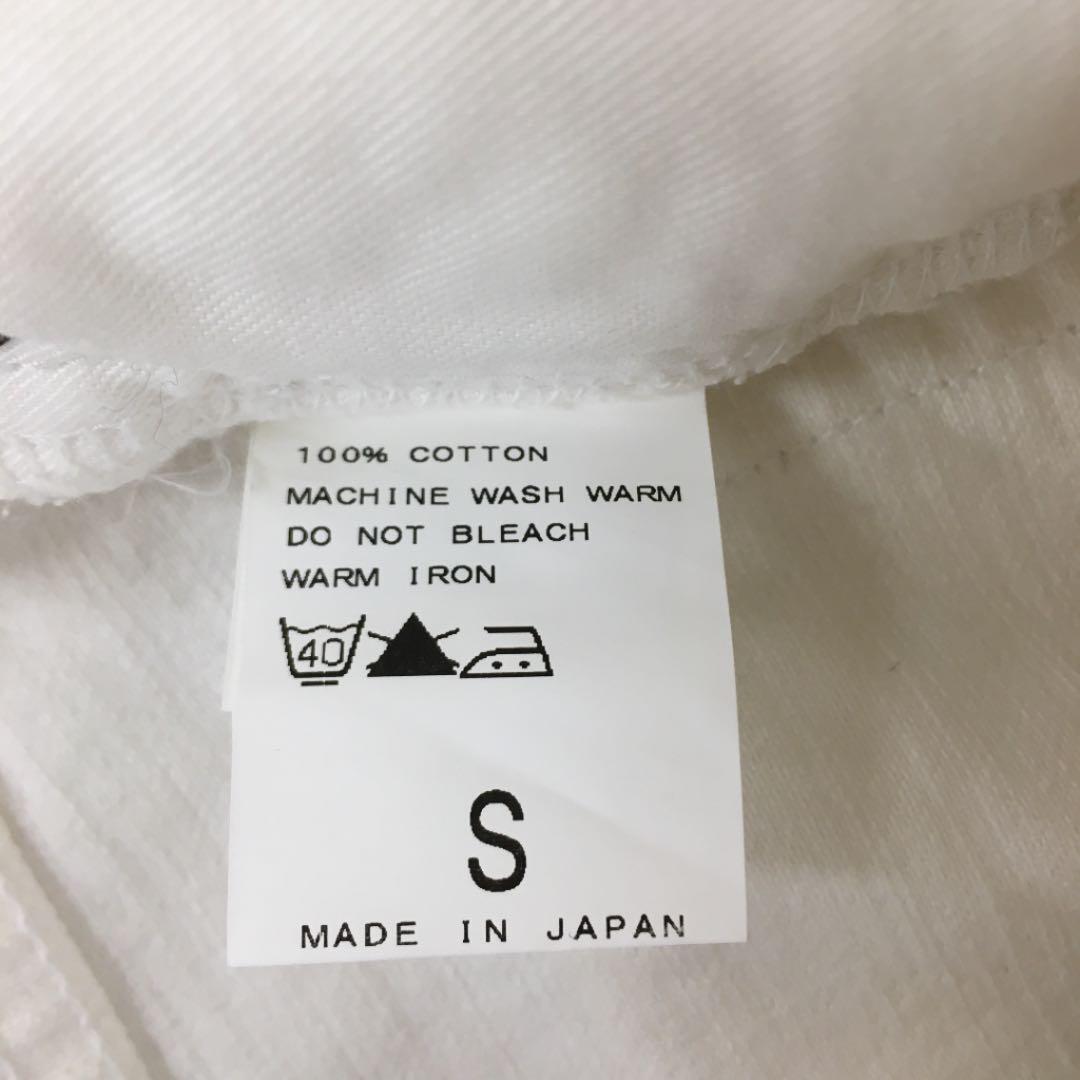 100% COTTON
MACHINE WASH WARM
DO NOT BLEACH
WARM IRON
40
S
MADE IN JAPAN